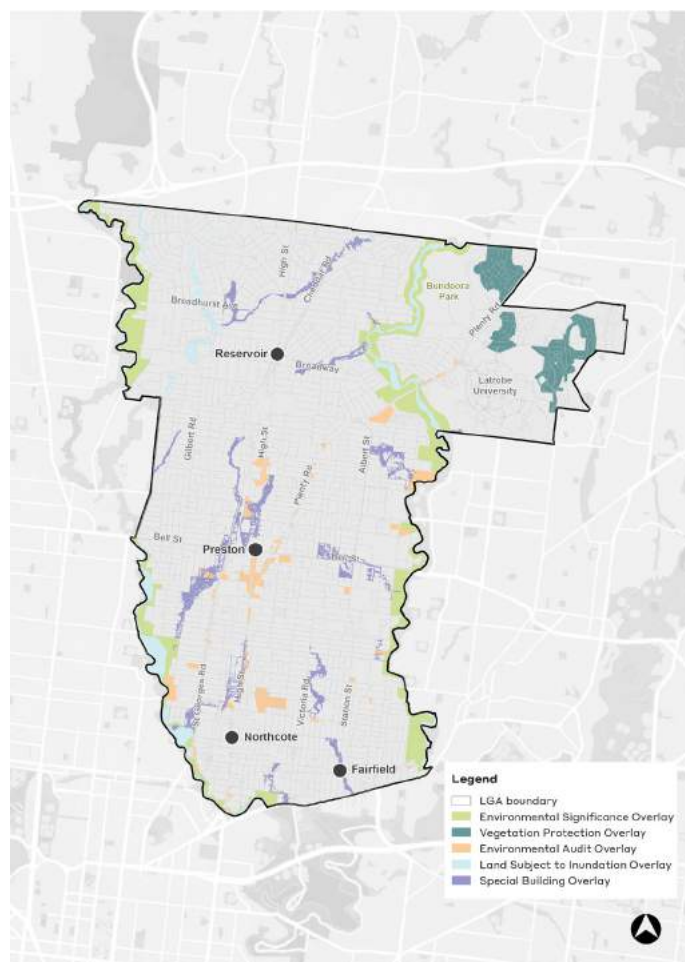 High St
Cheddar Rd
Bundoora
Park
Broadhurst Ave
Plenty Rd
Reservoir
Broadway
Latrobe
University
Gilbert Rd
High St
Albert St
Plenty Rd
Bell St
Preston
Bell St
St Georges Rd
High St
Victoria Rd
Station St
Northcote
Fairfield
Legend
LGA boundary
Environmental Significance Overlay
Vegetation Protection Overlay
Environmental Audit Overlay
Land Subject to Inundation Overlay
Special Building Overlay